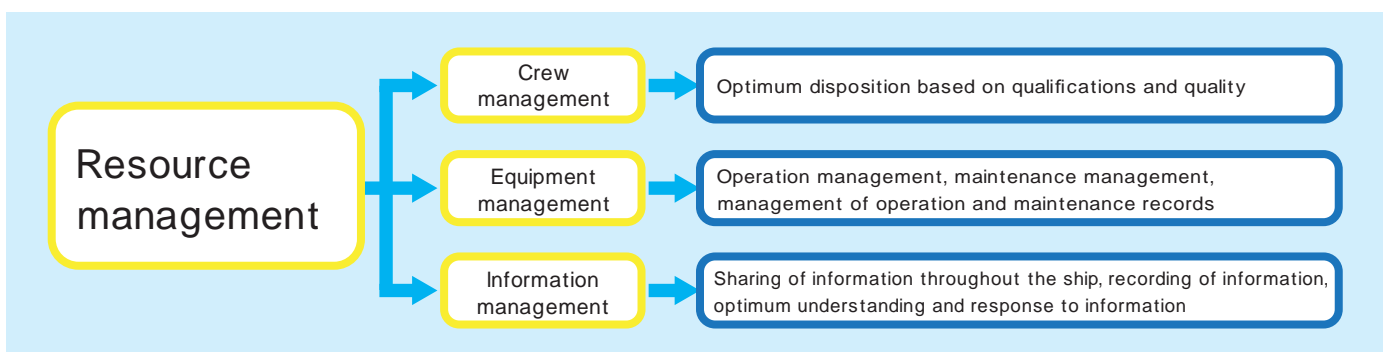 Resource
management
Crew
management
Optimum disposition based on qualifications and quality
Equipment
management
Operation management, maintenance management,
management of operation and maintenance records
Information
management
Sharing of information throughout the ship, recording of information,
optimum understanding and response to information